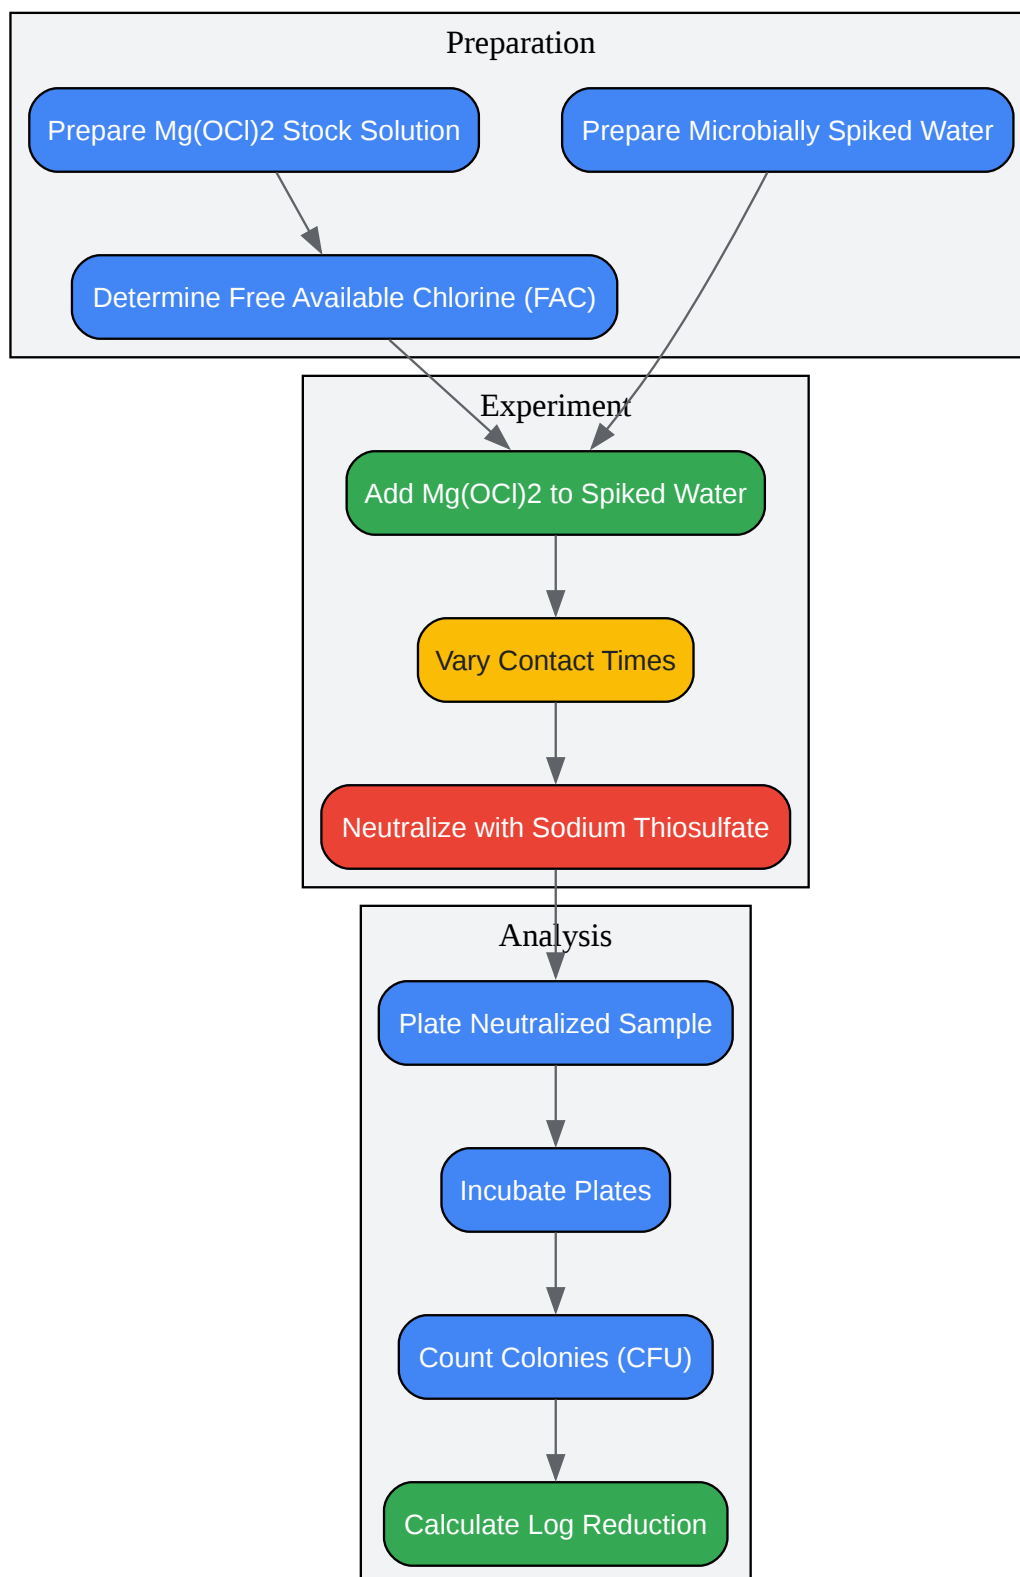 Preparation
Prepare Mg(OCl)2 Stock Solution
Prepare Microbially Spiked Water
Determine Free Available Chlorine (FAC)
Experiment
Add Mg(OCl)2 to Spiked Water
Vary Contact Times
Neutralize with Sodium Thiosulfate
Analysis
Plate Neutralized Sample
Incubate Plates
Count Colonies (CFU)
Calculate Log Reduction